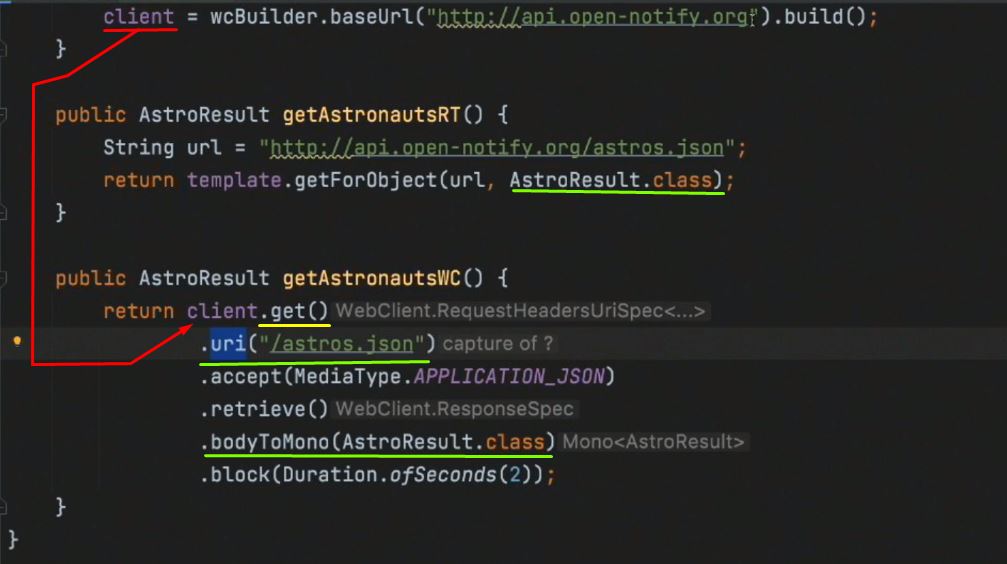 client = wcBuilder.baseUrl("http://api.open-notify.org").build();
}
public AstroResult getAstronautsRT() {
String url = "http://api.open-notify.org/astros.json";
return template.getForObject(url, AstroResult.class);
}
public AstroResult getAstronautsWC() {
return client.get() WebClient.RequestHeadersUriSpec<...>
.uri("/astros.json") capture of ?
.accept(MediaType.APPLICATION_JSON)
.retrieve() WebClient.ResponseSpec
.bodyToMono(AstroResult.class) Mono<AstroResult>
.block(Duration.ofSeconds(2));
}
}